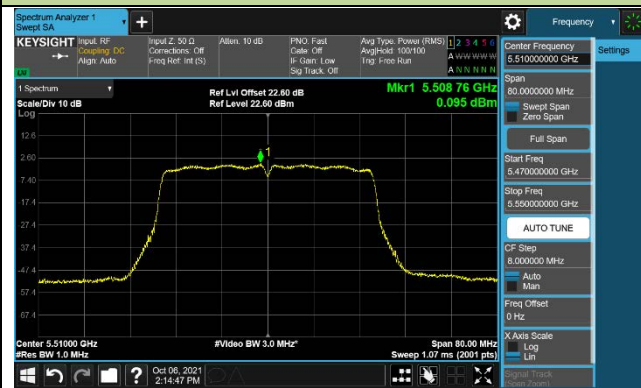 Spectrum Analyzer 1
Swept SA
Frequency
KEYSIGHT
Input: RF
Coupling: DC
Align: Auto
Input Z: 50 Ω
Corrections: Off
Freq Ref: Int (S)
Atten: 10 dB
PNO: Fast
Gate: Off
IF Gain: Low
Sig Track: Off
Avg Type: Power (RMS)
Avg|Hold: 100/100
Trig: Free Run
1 2 3 4 5 6
A W W W W W
A N N N N N
1 Spectrum
Scale/Div 10 dB
Log
Ref Lvl Offset 22.60 dB
Ref Level 22.60 dBm
Mkr1 5.508 76 GHz
0.095 dBm
1
12.6
2.60
-7.40
-17.4
-27.4
-37.4
-47.4
-57.4
-67.4
Center 5.51000 GHz
#Res BW 1.0 MHz
#Video BW 3.0 MHz*
Span 80.00 MHz
Sweep 1.07 ms (2001 pts)
Oct 06, 2021
2:14:47 PM
Center Frequency
5.510000000 GHz
Settings
Span
80.0000000 MHz
Swept Span
Zero Span
Full Span
Start Freq
5.470000000 GHz
Stop Freq
5.550000000 GHz
AUTO TUNE
CF Step
8.000000 MHz
Auto
Man
Freq Offset
0 Hz
X Axis Scale
Log
Lin
Signal Track
(Span Zoom)